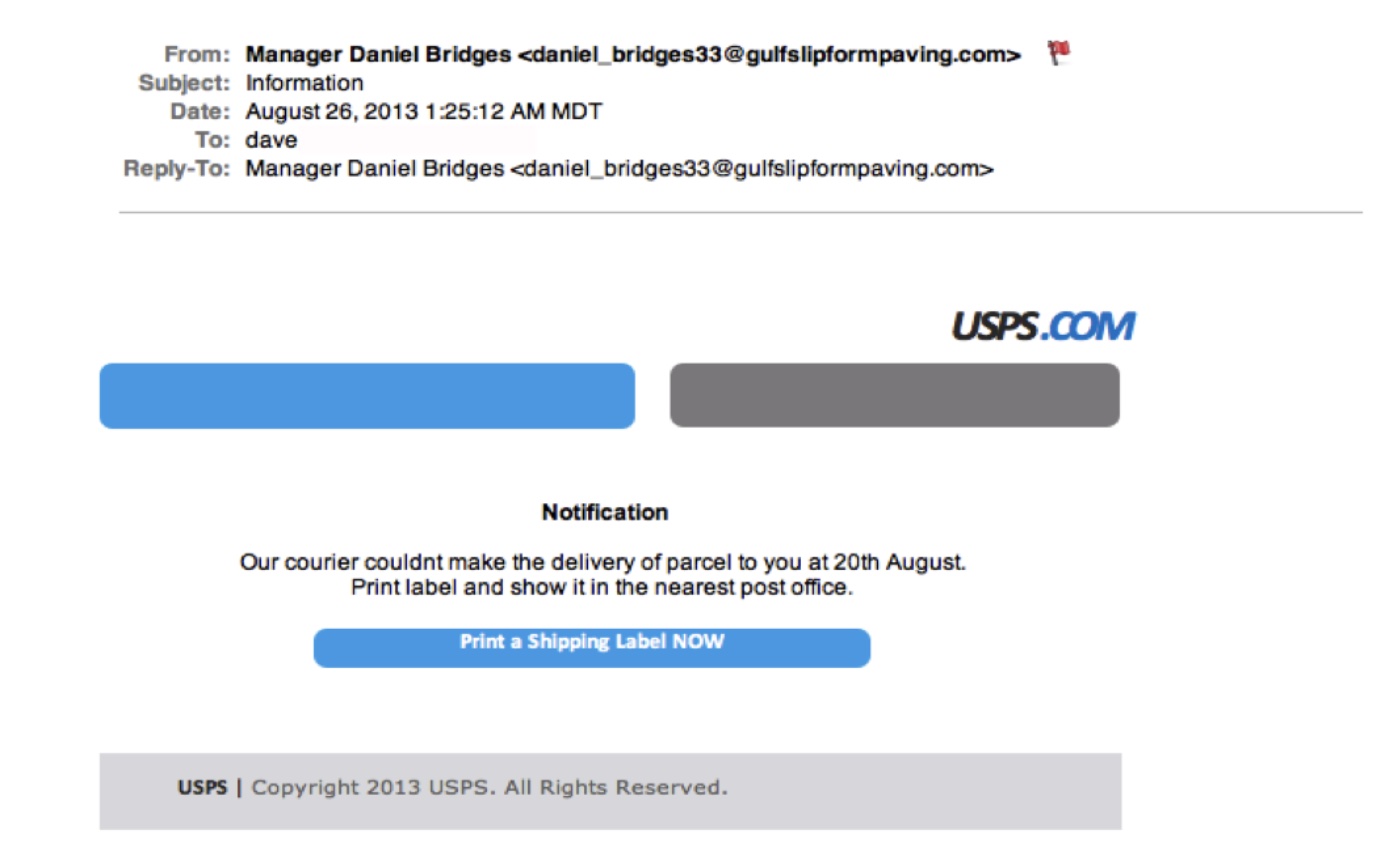 From: Manager Daniel Bridges <daniel_bridges33@gulfslipformpaving.com>
Subject: Information
Date: August 26, 2013 1:25:12 AM MDT
To: dave
Reply-To: Manager Daniel Bridges <daniel_bridges33@gulfslipformpaving.com>
USPS.COM
Notification
Our courier couldnt make the delivery of parcel to you at 20th August.
Print label and show it in the nearest post office.
Print a Shipping Label NOW
USPS | Copyright 2013 USPS. All Rights Reserved.